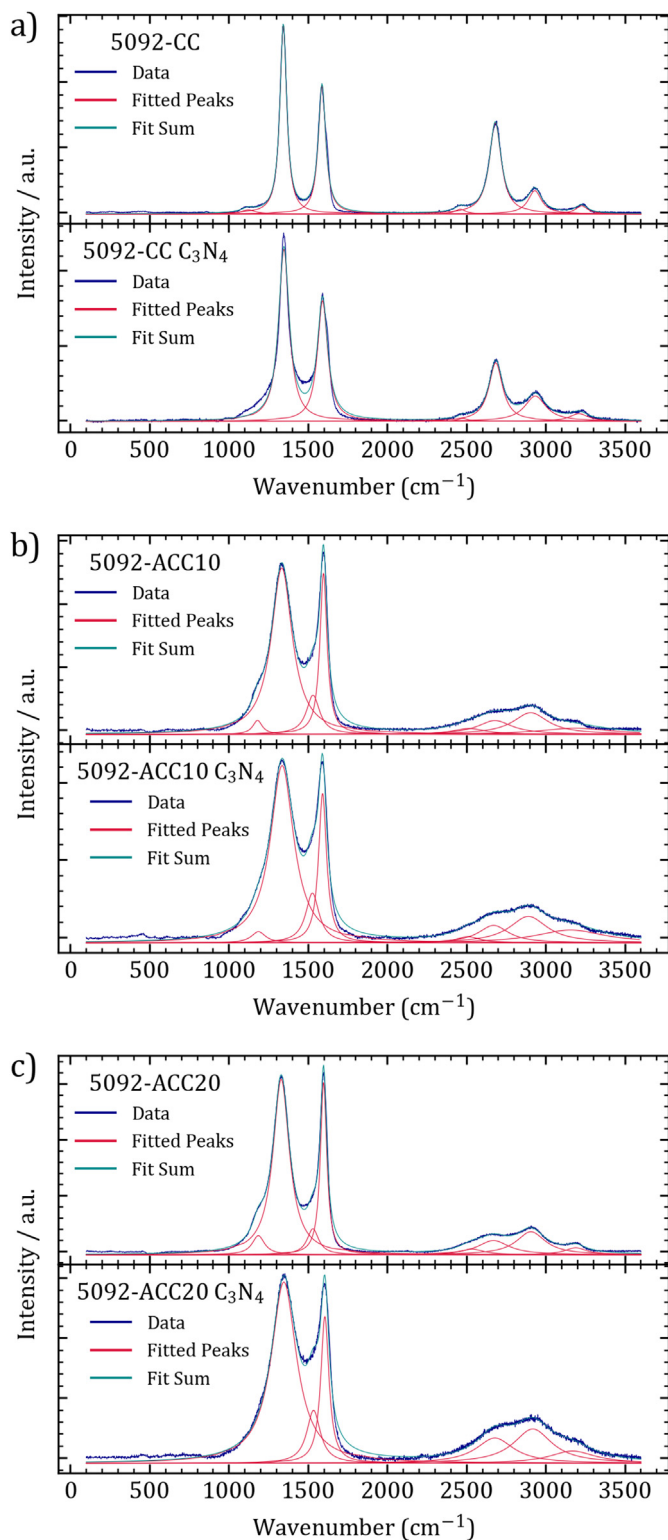 a)
5092-CC
Data
Fitted Peaks
Fit Sum
5092-CC C₃N₄
Data
Fitted Peaks
Fit Sum
Intensity / a.u.
0 500 1000 1500 2000 2500 3000 3500
Wavenumber (cm⁻¹)
b)
5092-ACC10
Data
Fitted Peaks
Fit Sum
5092-ACC10 C₃N₄
Data
Fitted Peaks
Fit Sum
Intensity / a.u.
0 500 1000 1500 2000 2500 3000 3500
Wavenumber (cm⁻¹)
c)
5092-ACC20
Data
Fitted Peaks
Fit Sum
5092-ACC20 C₃N₄
Data
Fitted Peaks
Fit Sum
Intensity / a.u.
0 500 1000 1500 2000 2500 3000 3500
Wavenumber (cm⁻¹)